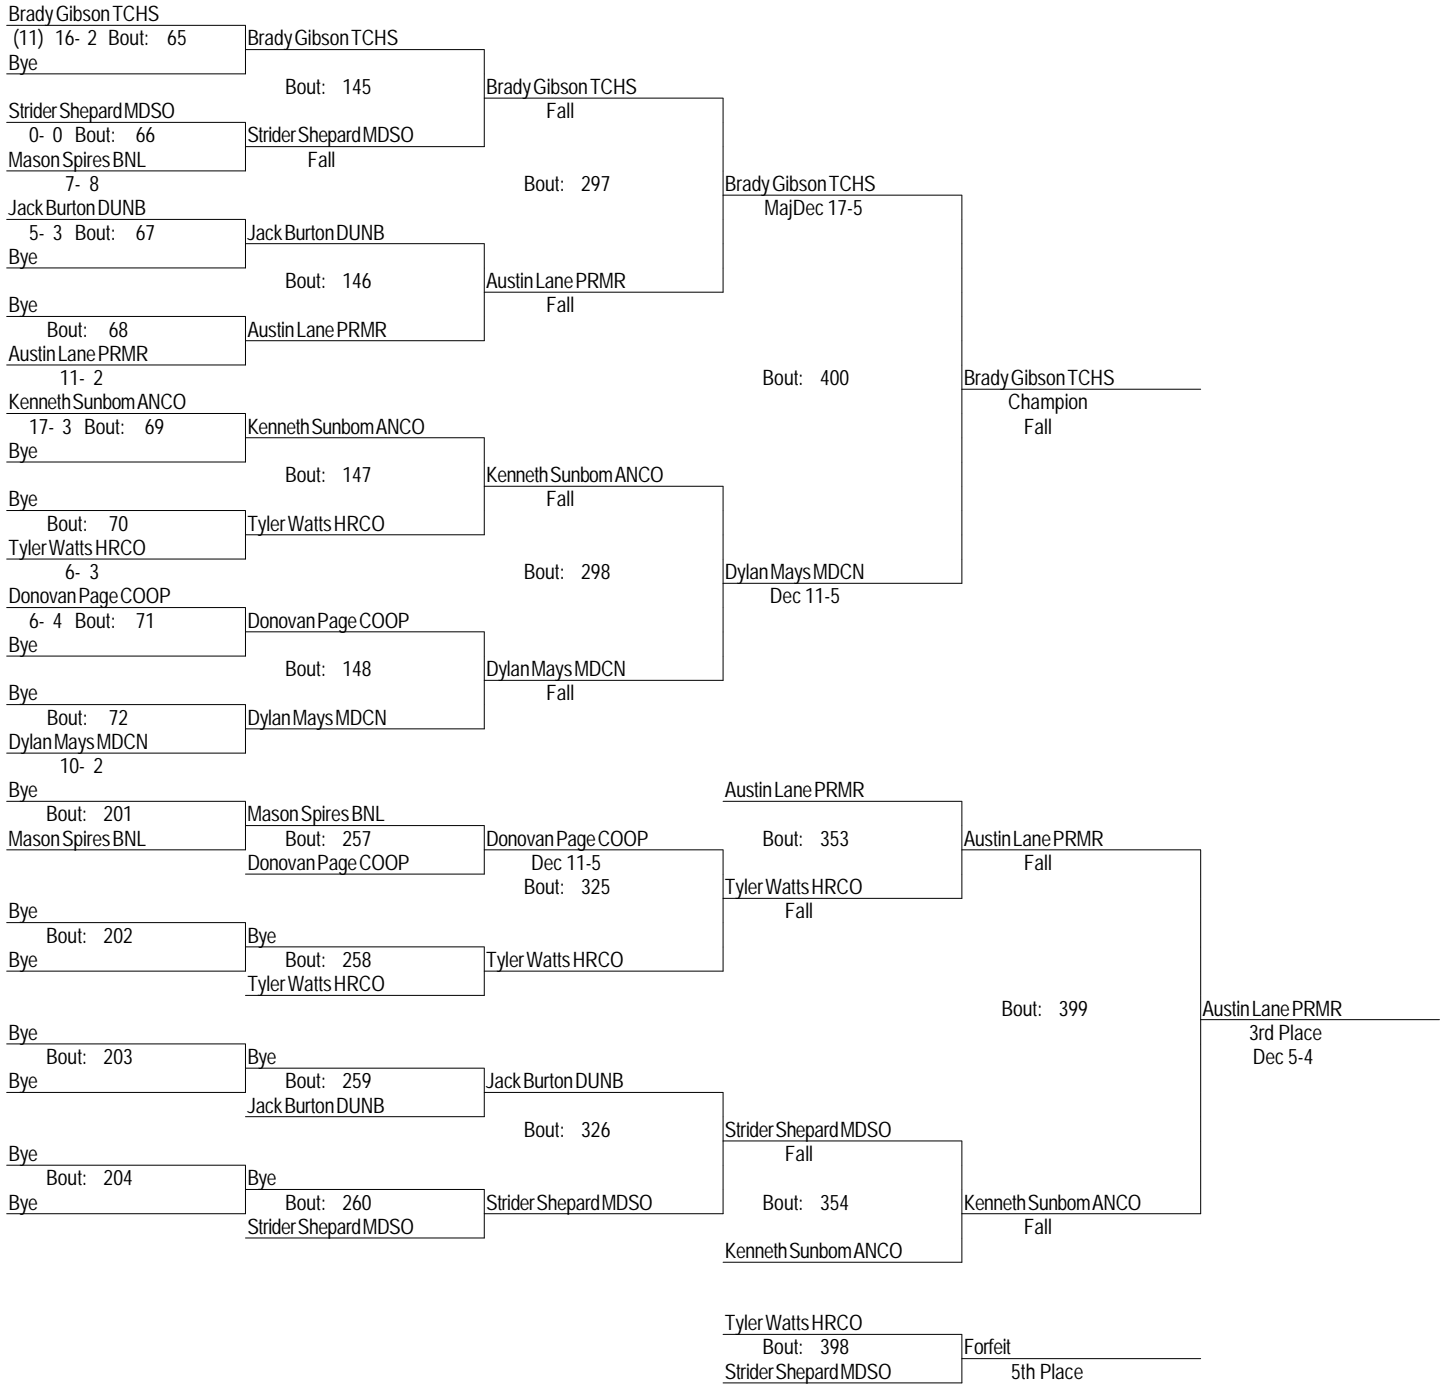 Brady Gibson TCHS
(11) 16- 2 Bout: 65 Brady Gibson TCHS
Bye
Bout: 145 Brady Gibson TCHS
Strider Shepard MDSO Fall
0- 0 Bout: 66 Strider Shepard MDSO
Mason Spires BNL Fall
7- 8 Bout: 297 Brady Gibson TCHS
Jack Burton DUNB MajDec 17-5
5- 3 Bout: 67 Jack Burton DUNB
Bye
Bout: 146 Austin Lane PRMR
Bye Fall
Bout: 68 Austin Lane PRMR
Austin Lane PRMR
11- 2 Bout: 400 Brady Gibson TCHS
Kenneth Sunbom ANCO Champion
17- 3 Bout: 69 Kenneth Sunbom ANCO Fall
Bye
Bout: 147 Kenneth Sunbom ANCO
Bye Fall
Bout: 70 Tyler Watts HRCO
Tyler Watts HRCO
6- 3 Bout: 298 Dylan Mays MDCN
Donovan Page COOP Dec 11-5
6- 4 Bout: 71 Donovan Page COOP
Bye
Bout: 148 Dylan Mays MDCN
Bye Fall
Bout: 72 Dylan Mays MDCN
Dylan Mays MDCN
10- 2
Bye Austin Lane PRMR
Bout: 201 Mason Spires BNL
Mason Spires BNL Bout: 257 Donovan Page COOP Bout: 353 Austin Lane PRMR
Donovan Page COOP Dec 11-5 Fall
Bout: 325 Tyler Watts HRCO
Bye Fall
Bout: 202 Bye
Bye Bout: 258 Tyler Watts HRCO
Tyler Watts HRCO
Bout: 399 Austin Lane PRMR
Bye 3rd Place
Bout: 203 Bye Dec 5-4
Bye Bout: 259 Jack Burton DUNB
Jack Burton DUNB
Bout: 326 Strider Shepard MDSO
Bye Fall
Bout: 204 Bye
Bye Bout: 260 Strider Shepard MDSO Bout: 354 Kenneth Sunbom ANCO
Strider Shepard MDSO Fall
Kenneth Sunbom ANCO
Tyler Watts HRCO
Bout: 398 Forfeit
Strider Shepard MDSO 5th Place